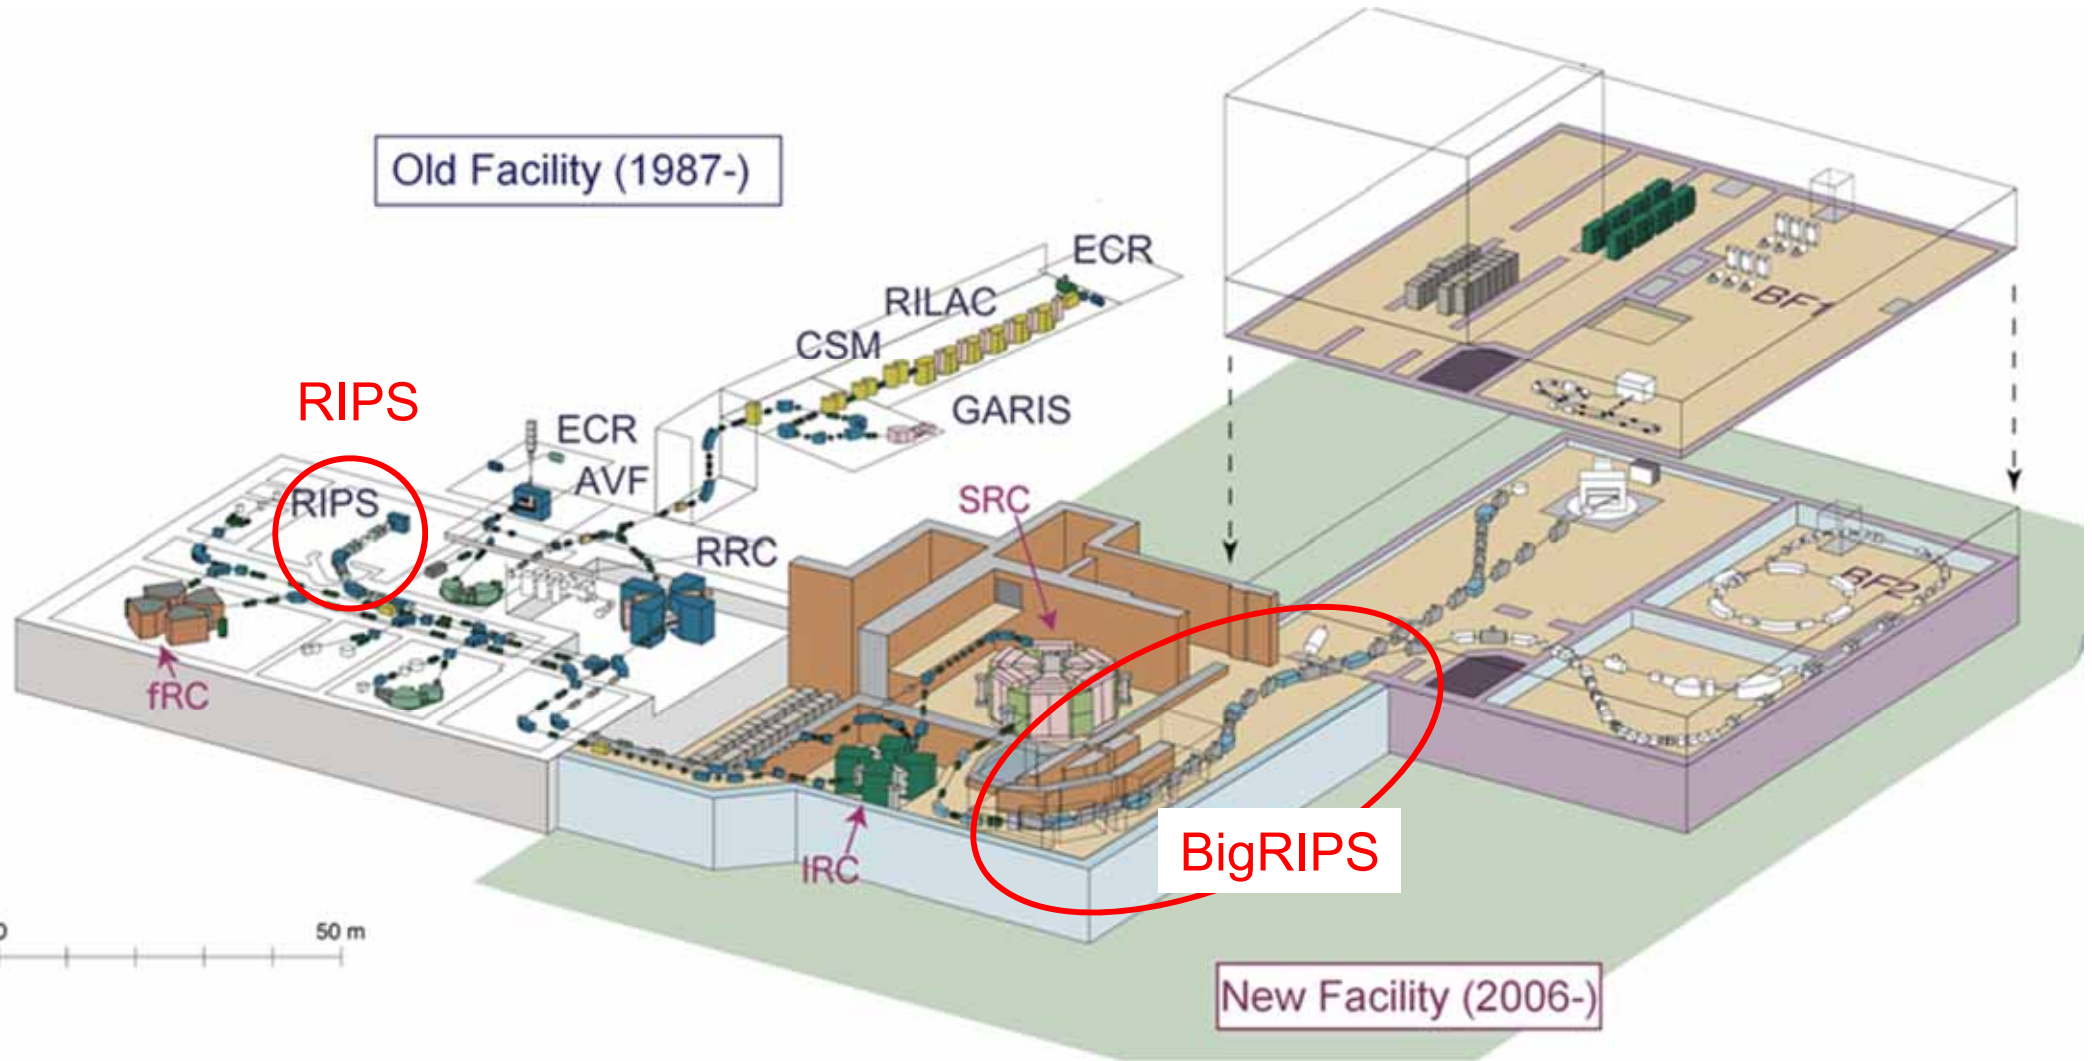 Old Facility (1987-)
ECR
RILAC
CSM
BF1
RIPS
GARIS
ECR
AVF
RIPS
SRC
RRC
BF2
fRC
BigRIPS
IRC
0
50 m
New Facility (2006-)